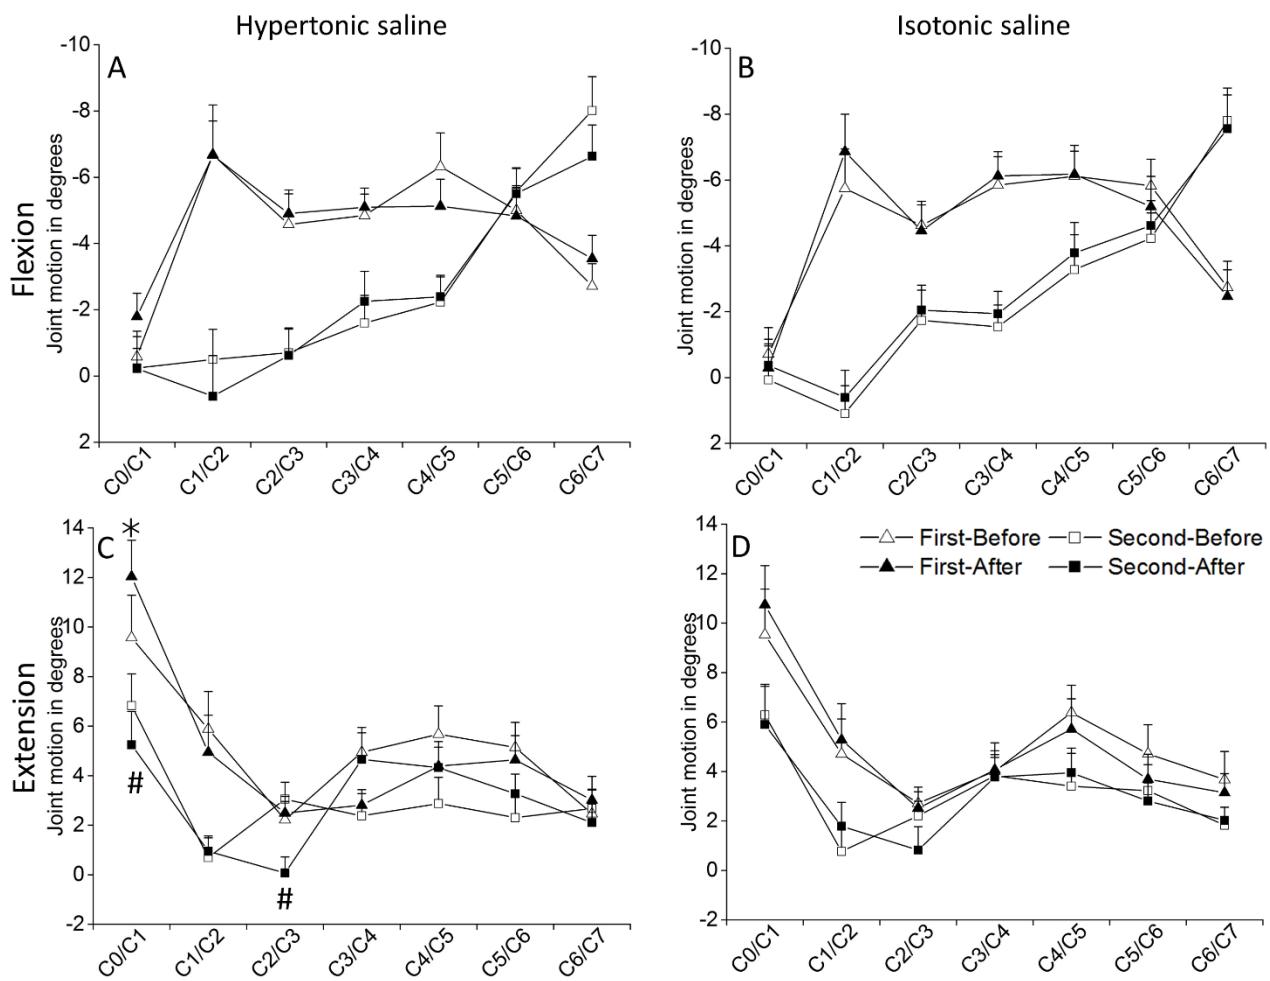 Hypertonic saline
Isotonic saline
A
Flexion
Joint motion in degrees
-10
-8
-6
-4
-2
0
2
C0/C1
C1/C2
C2/C3
C3/C4
C4/C5
C5/C6
C6/C7
B
Joint motion in degrees
-10
-8
-6
-4
-2
0
2
C0/C1
C1/C2
C2/C3
C3/C4
C4/C5
C5/C6
C6/C7
C
Extension
Joint motion in degrees
14
12
10
8
6
4
2
0
-2
*
#
#
C0/C1
C1/C2
C2/C3
C3/C4
C4/C5
C5/C6
C6/C7
D
First-Before
Second-Before
First-After
Second-After
Joint motion in degrees
14
12
10
8
6
4
2
0
-2
C0/C1
C1/C2
C2/C3
C3/C4
C4/C5
C5/C6
C6/C7